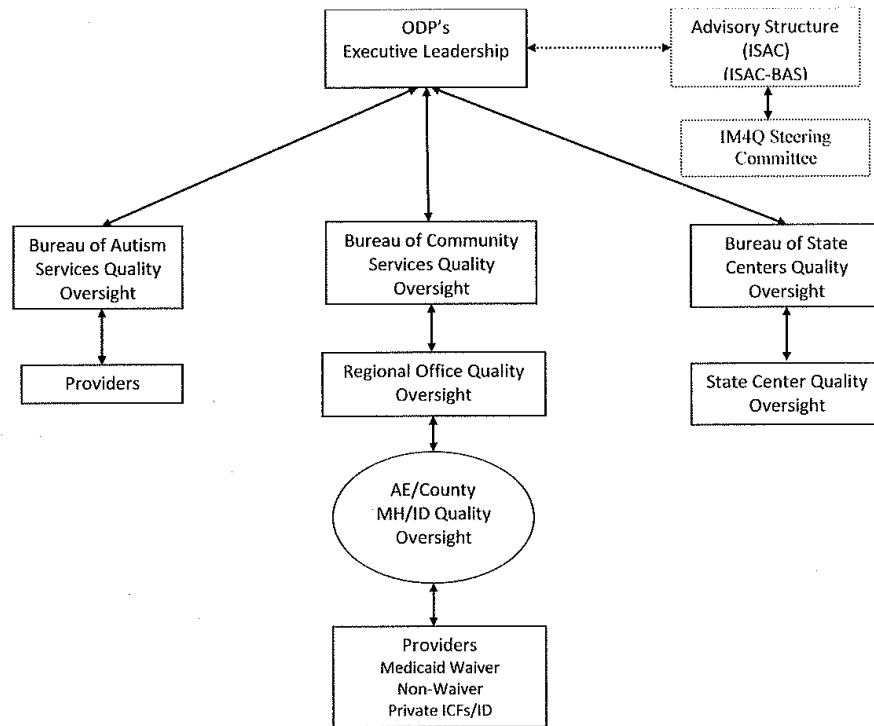 ODP's
Executive Leadership
Advisory Structure
(ISAC)
(ISAC-BAS)
IM4Q Steering
Committee
Bureau of Autism
Services Quality
Oversight
Bureau of Community
Services Quality
Oversight
Bureau of State
Centers Quality
Oversight
Providers
Regional Office Quality
Oversight
State Center Quality
Oversight
AE/County
MH/ID Quality
Oversight
Providers
Medicaid Waiver
Non-Waiver
Private ICFs/ID